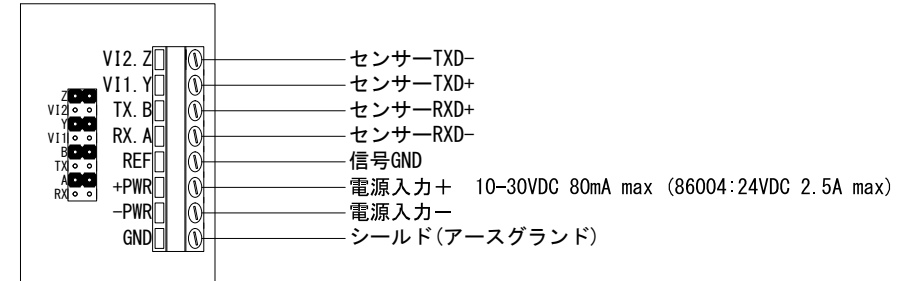 VI2.Z センサーTXD-
VI1.Y センサーTXD+
TX.B センサーRXD+
RX.A センサーRXD-
REF 信号GND
+PWR 電源入力＋ 10-30VDC 80mA max (86004:24VDC 2.5A max)
-PWR 電源入力－
GND シールド(アースグランド)
Z
VI2
Y
VI1
B
TX
A
RX